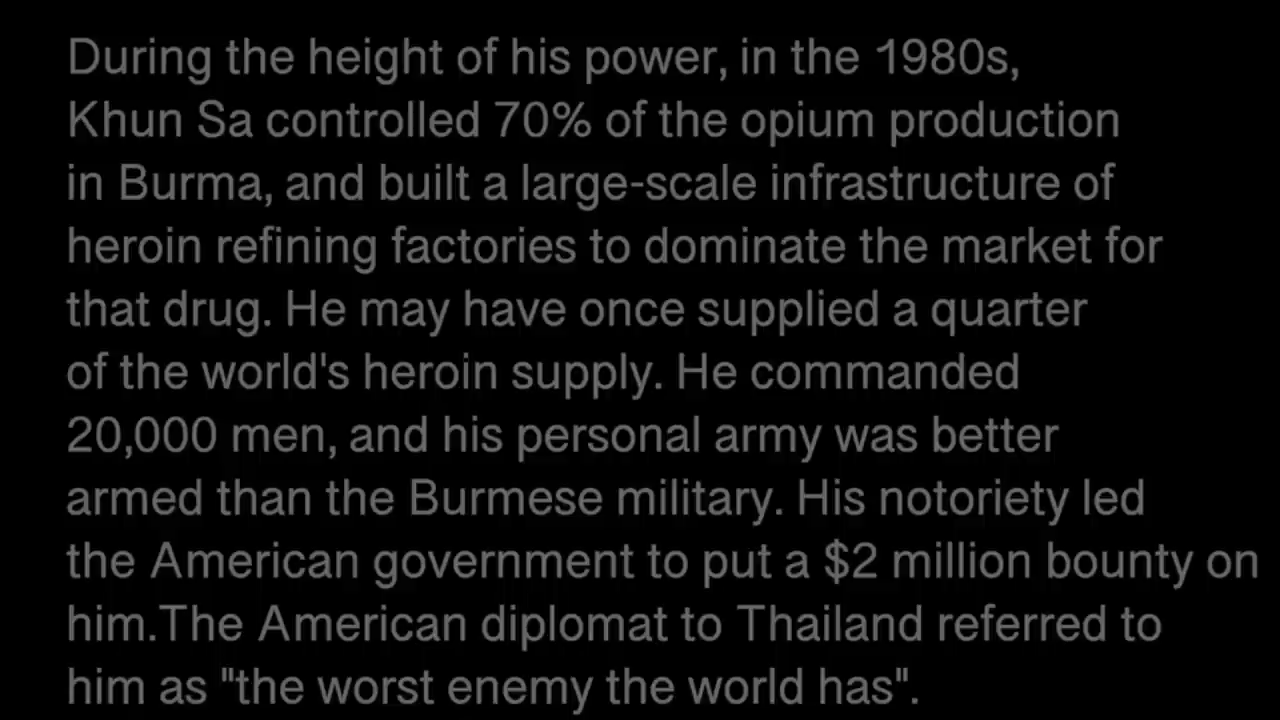 During the height of his power, in the 1980s,
Khun Sa controlled 70% of the opium production
in Burma, and built a large-scale infrastructure of
heroin refining factories to dominate the market for
that drug. He may have once supplied a quarter
of the world's heroin supply. He commanded
20,000 men, and his personal army was better
armed than the Burmese military. His notoriety led
the American government to put a $2 million bounty on
him.The American diplomat to Thailand referred to
him as "the worst enemy the world has".